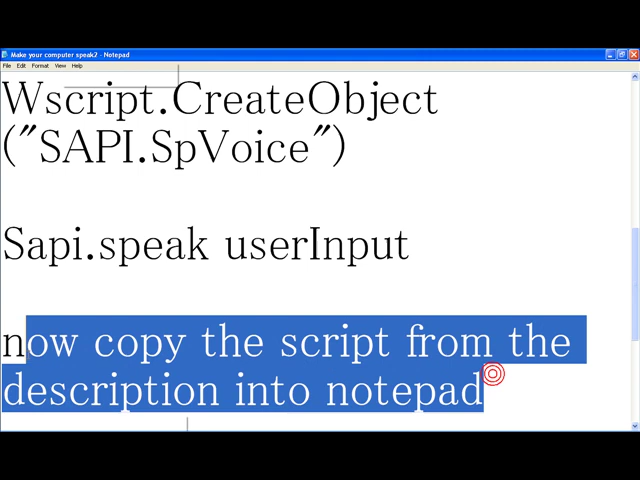 Make your computer speak2 - Notepad
File Edit Format View Help
Wscript.CreateObject
("SAPI.SpVoice")
Sapi.speak userInput
now copy the script from the
description into notepad